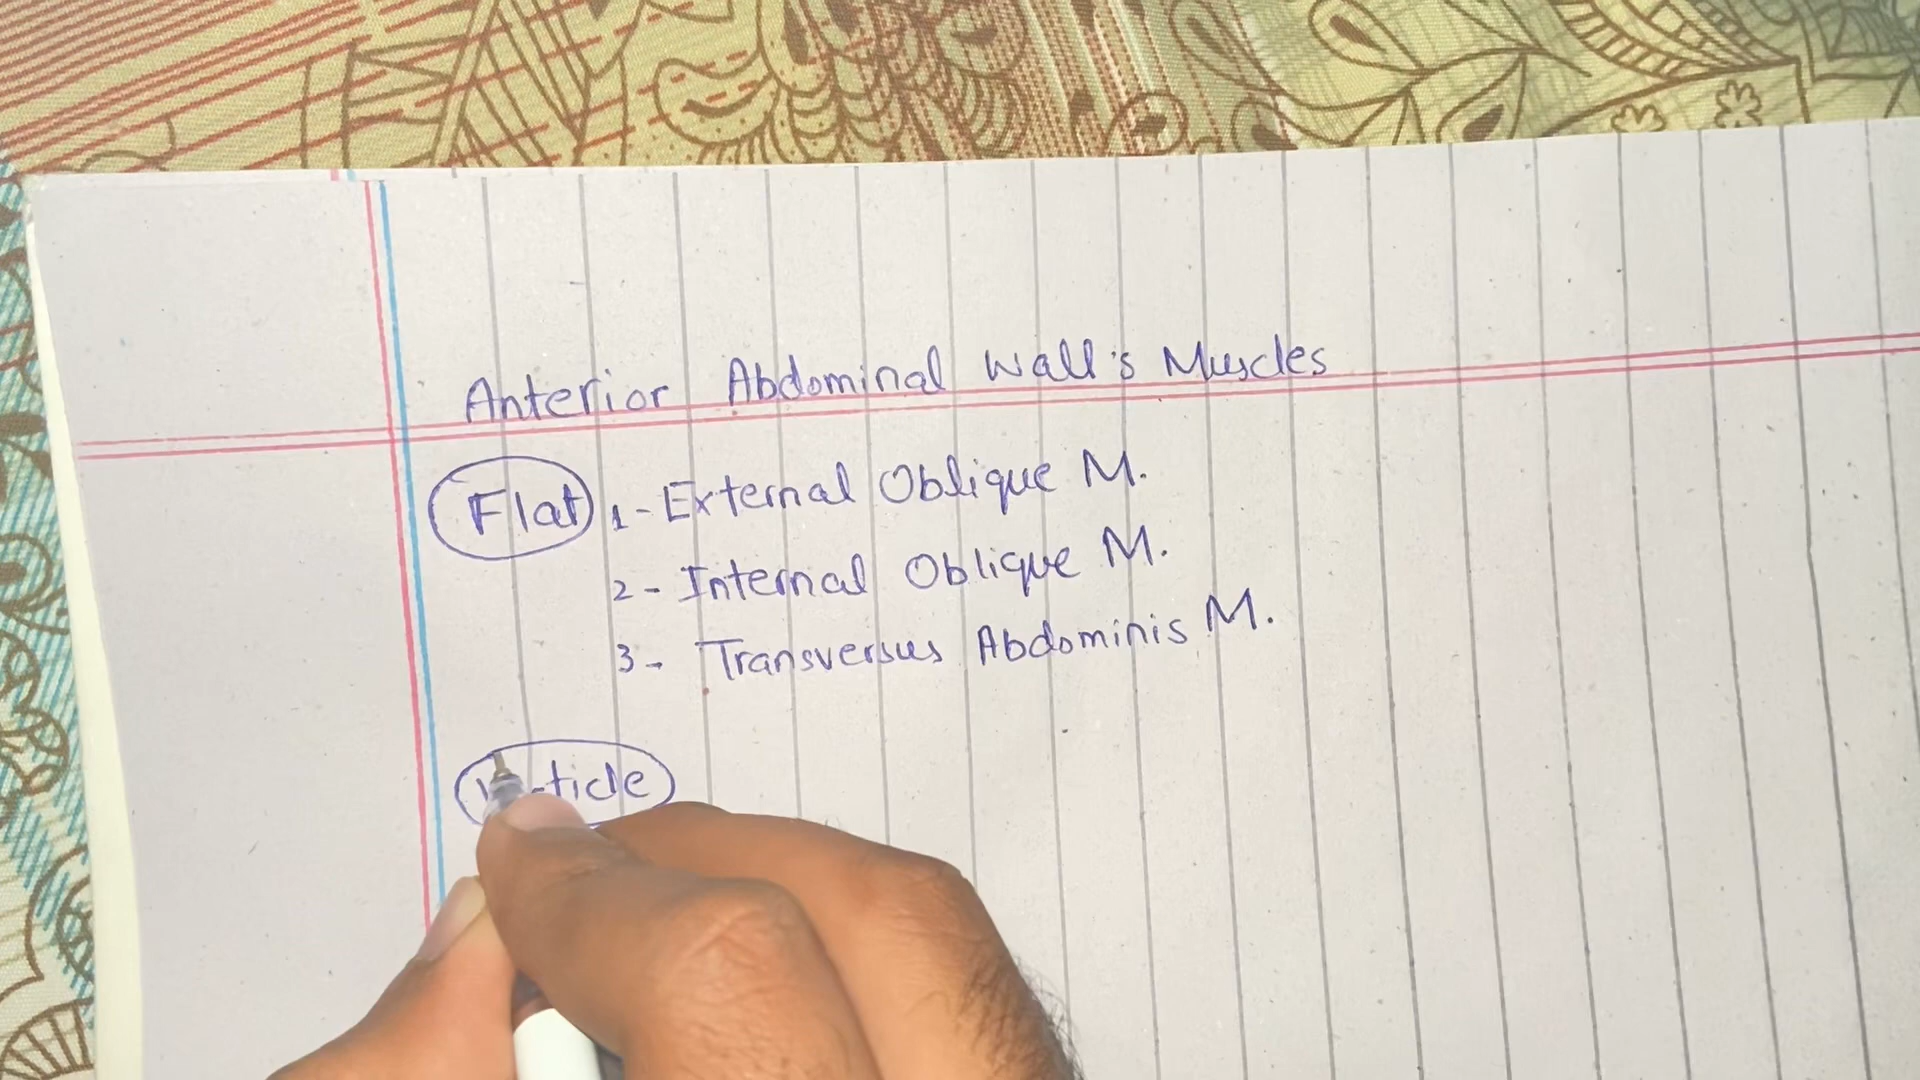 Anterior Abdominal Wall's Muscles
Flat 1- External Oblique M.
2- Internal Oblique M.
3- Transversus Abdominis M.